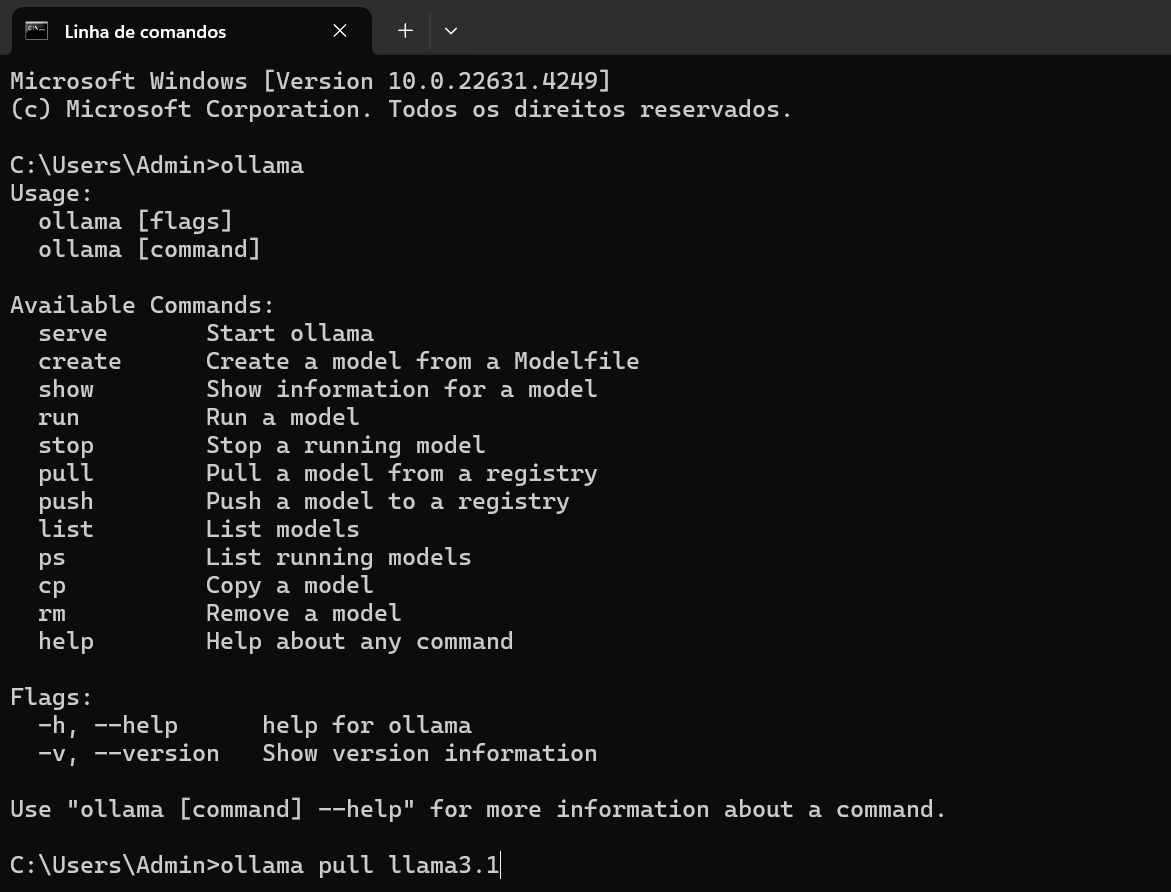 Linha de comandos
Microsoft Windows [Version 10.0.22631.4249]
(c) Microsoft Corporation. Todos os direitos reservados.
C:\Users\Admin>ollama
Usage:
  ollama [flags]
  ollama [command]
Available Commands:
  serve       Start ollama
  create      Create a model from a Modelfile
  show        Show information for a model
  run         Run a model
  stop        Stop a running model
  pull        Pull a model from a registry
  push        Push a model to a registry
  list        List models
  ps          List running models
  cp          Copy a model
  rm          Remove a model
  help        Help about any command
Flags:
  -h, --help      help for ollama
  -v, --version   Show version information
Use "ollama [command] --help" for more information about a command.
C:\Users\Admin>ollama pull llama3.1